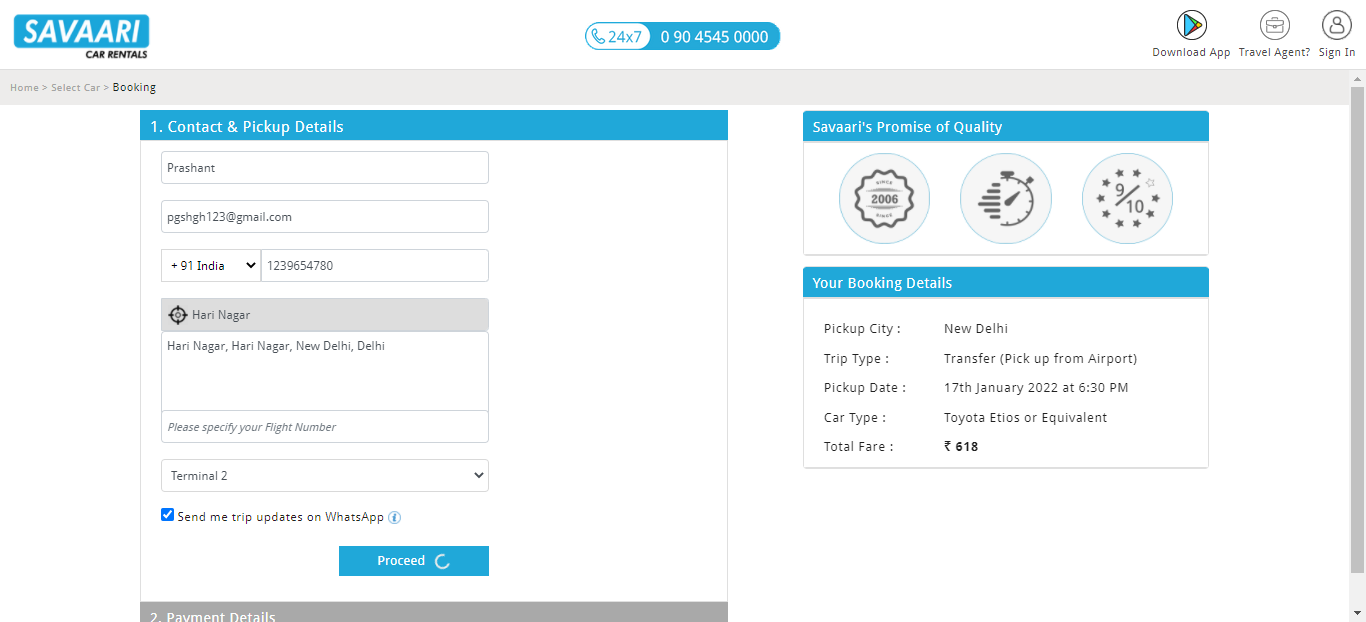 SAVAARI
CAR RENTALS
24x7 0 90 4545 0000
Download App Travel Agent? Sign In
Home > Select Car > Booking
1. Contact & Pickup Details
Prashant
pgshgh123@gmail.com
+ 91 India 1239654780
Hari Nagar
Hari Nagar, Hari Nagar, New Delhi, Delhi
Please specify your Flight Number
Terminal 2
Send me trip updates on WhatsApp i
Proceed
2. Payment Details
Savaari's Promise of Quality
SINCE
2006
SINCE
9/10
Your Booking Details
Pickup City : New Delhi
Trip Type : Transfer (Pick up from Airport)
Pickup Date : 17th January 2022 at 6:30 PM
Car Type : Toyota Etios or Equivalent
Total Fare : ₹ 618